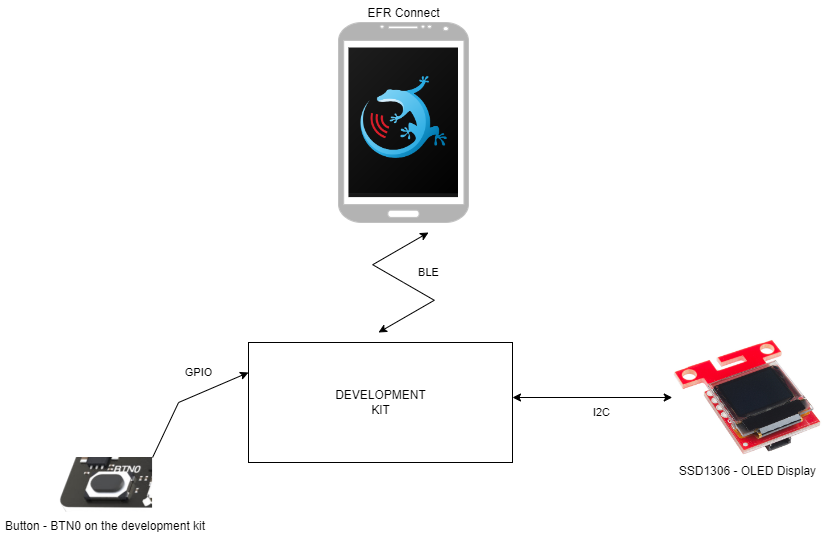 EFR Connect
BLE
GPIO
DEVELOPMENT
KIT
I2C
BTN0
SSD1306 - OLED Display
Button - BTN0 on the development kit